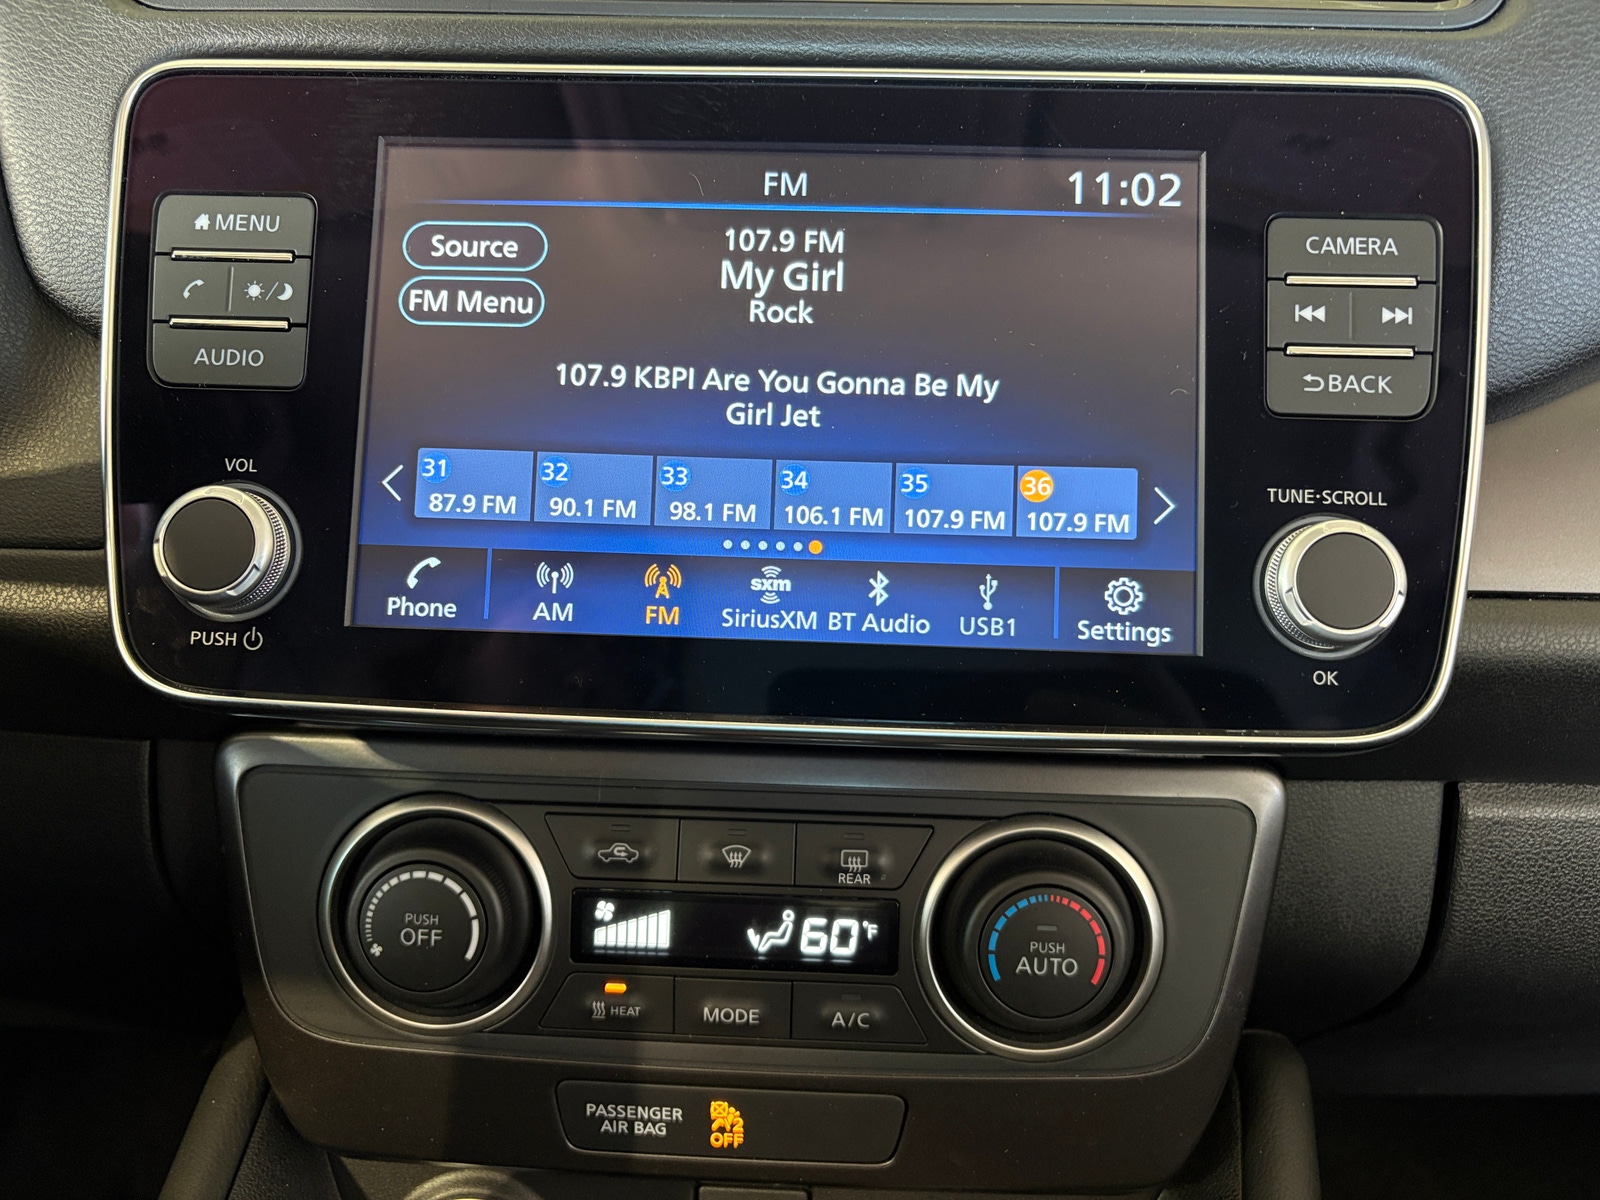 FM
11:02
MENU
AUDIO
VOL
PUSH
Source
FM Menu
107.9 FM
My Girl
Rock
107.9 KBPI Are You Gonna Be My
Girl Jet
31
87.9 FM
32
90.1 FM
33
98.1 FM
34
106.1 FM
35
107.9 FM
36
107.9 FM
Phone
AM
FM
sxm
SiriusXM
BT Audio
USB1
Settings
CAMERA
BACK
TUNE·SCROLL
OK
PUSH
OFF
REAR
60°F
HEAT
MODE
A/C
PUSH
AUTO
PASSENGER
AIR BAG
2
OFF